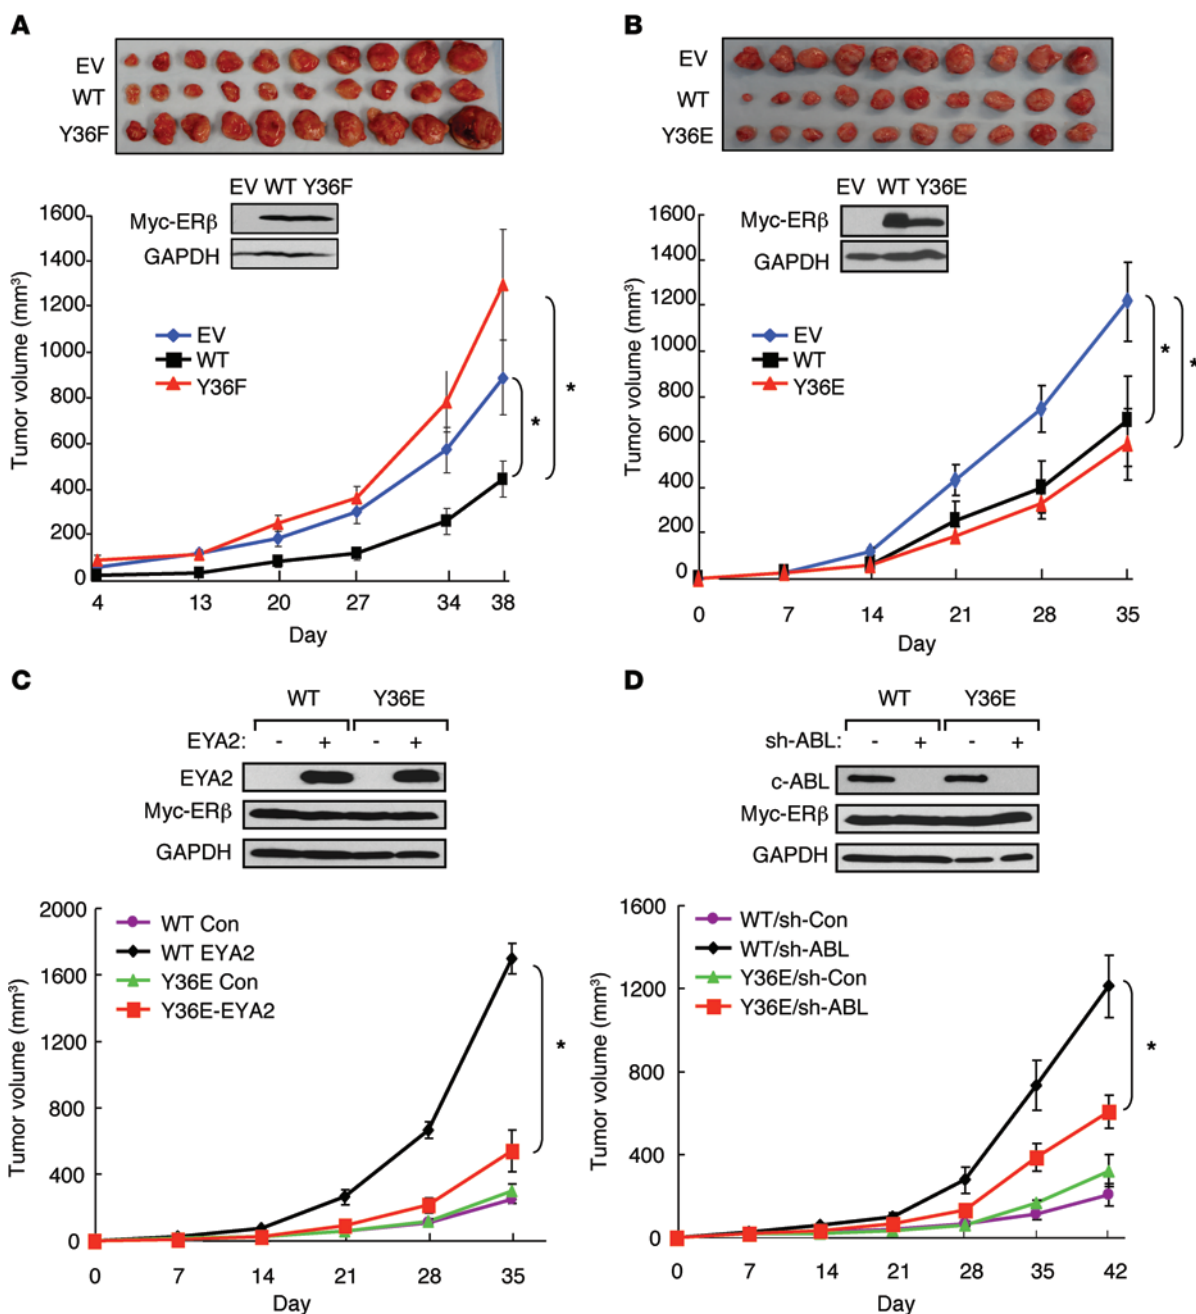 A
EV
WT
Y36F
EV WT Y36F
Myc-ERβ
GAPDH
1600
1400
1200
1000
800
600
400
200
0
Tumor volume (mm³)
EV
WT
Y36F
*
*
4 13 20 27 34 38
Day
B
EV
WT
Y36E
EV WT Y36E
Myc-ERβ
GAPDH
1600
1400
1200
1000
800
600
400
200
0
Tumor volume (mm³)
EV
WT
Y36E
*
*
0 7 14 21 28 35
Day
C
WT Y36E
EYA2: - + - +
EYA2
Myc-ERβ
GAPDH
2000
1600
1200
800
400
0
Tumor volume (mm³)
WT Con
WT EYA2
Y36E Con
Y36E-EYA2
*
0 7 14 21 28 35
Day
D
WT Y36E
sh-ABL: - + - +
c-ABL
Myc-ERβ
GAPDH
1600
1200
800
400
0
Tumor volume (mm³)
WT/sh-Con
WT/sh-ABL
Y36E/sh-Con
Y36E/sh-ABL
*
0 7 14 21 28 35 42
Day